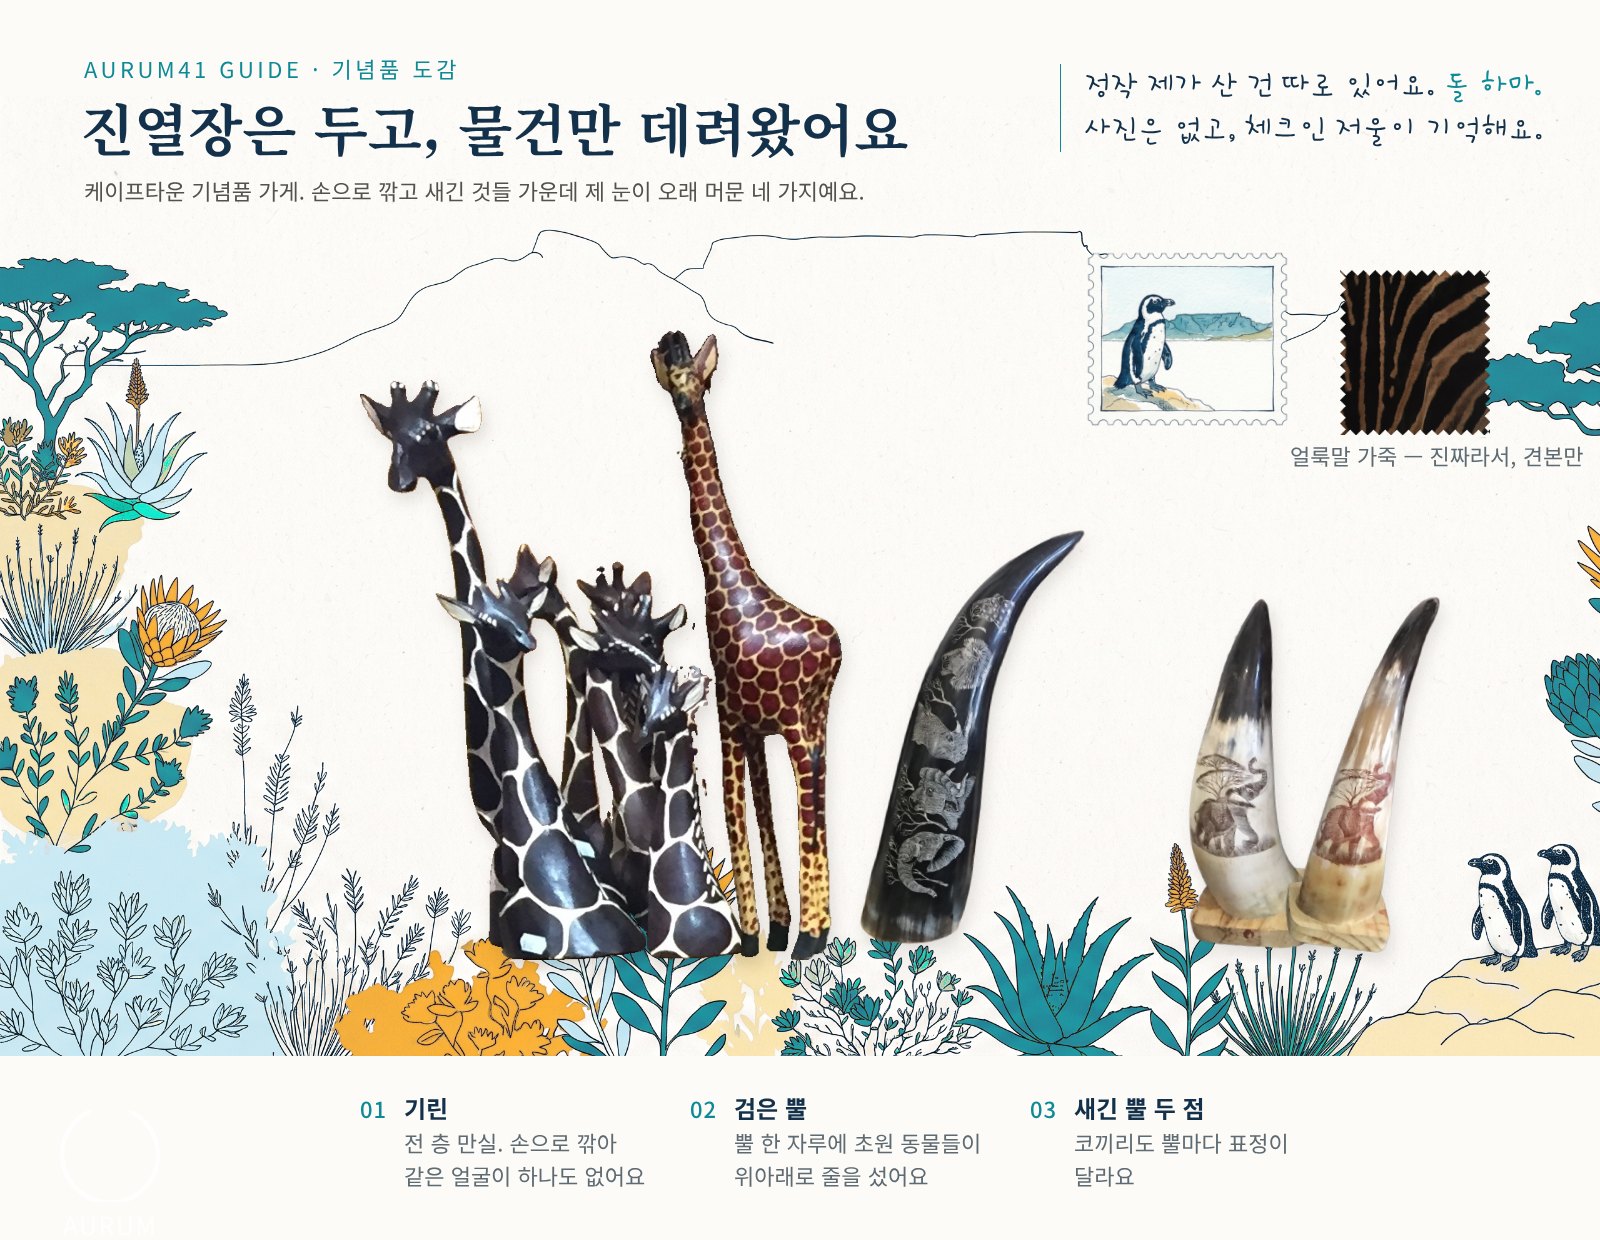 AURUM41 GUIDE · 기념품 도감
진열장은 두고, 물건만 데려왔어요
케이프타운 기념품 가게. 손으로 깎고 새긴 것들 가운데 제 눈이 오래 머문 네 가지예요.
정작 제가 산 건 따로 있어요. 돌 하마.
사진은 없고, 체크인 저울이 기억해요.
얼룩말 가죽 — 진짜라서, 견본만
01 기린
전 층 만실. 손으로 깎아
같은 얼굴이 하나도 없어요
02 검은 뿔
뿔 한 자루에 초원 동물들이
위아래로 줄을 섰어요
03 새긴 뿔 두 점
코끼리도 뿔마다 표정이
달라요
AURUM